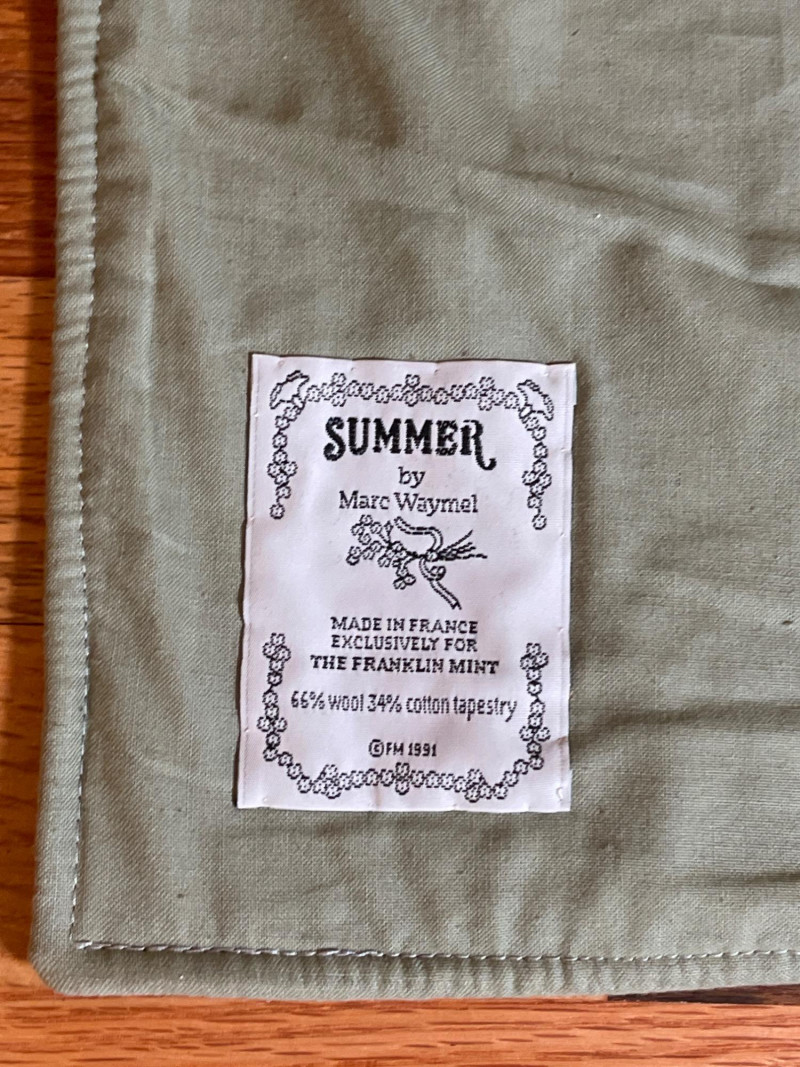 SUMMER
by
Marc Waymel
MADE IN FRANCE
EXCLUSIVELY FOR
THE FRANKLIN MINT
66% wool 34% cotton tapestry
©FM 1991